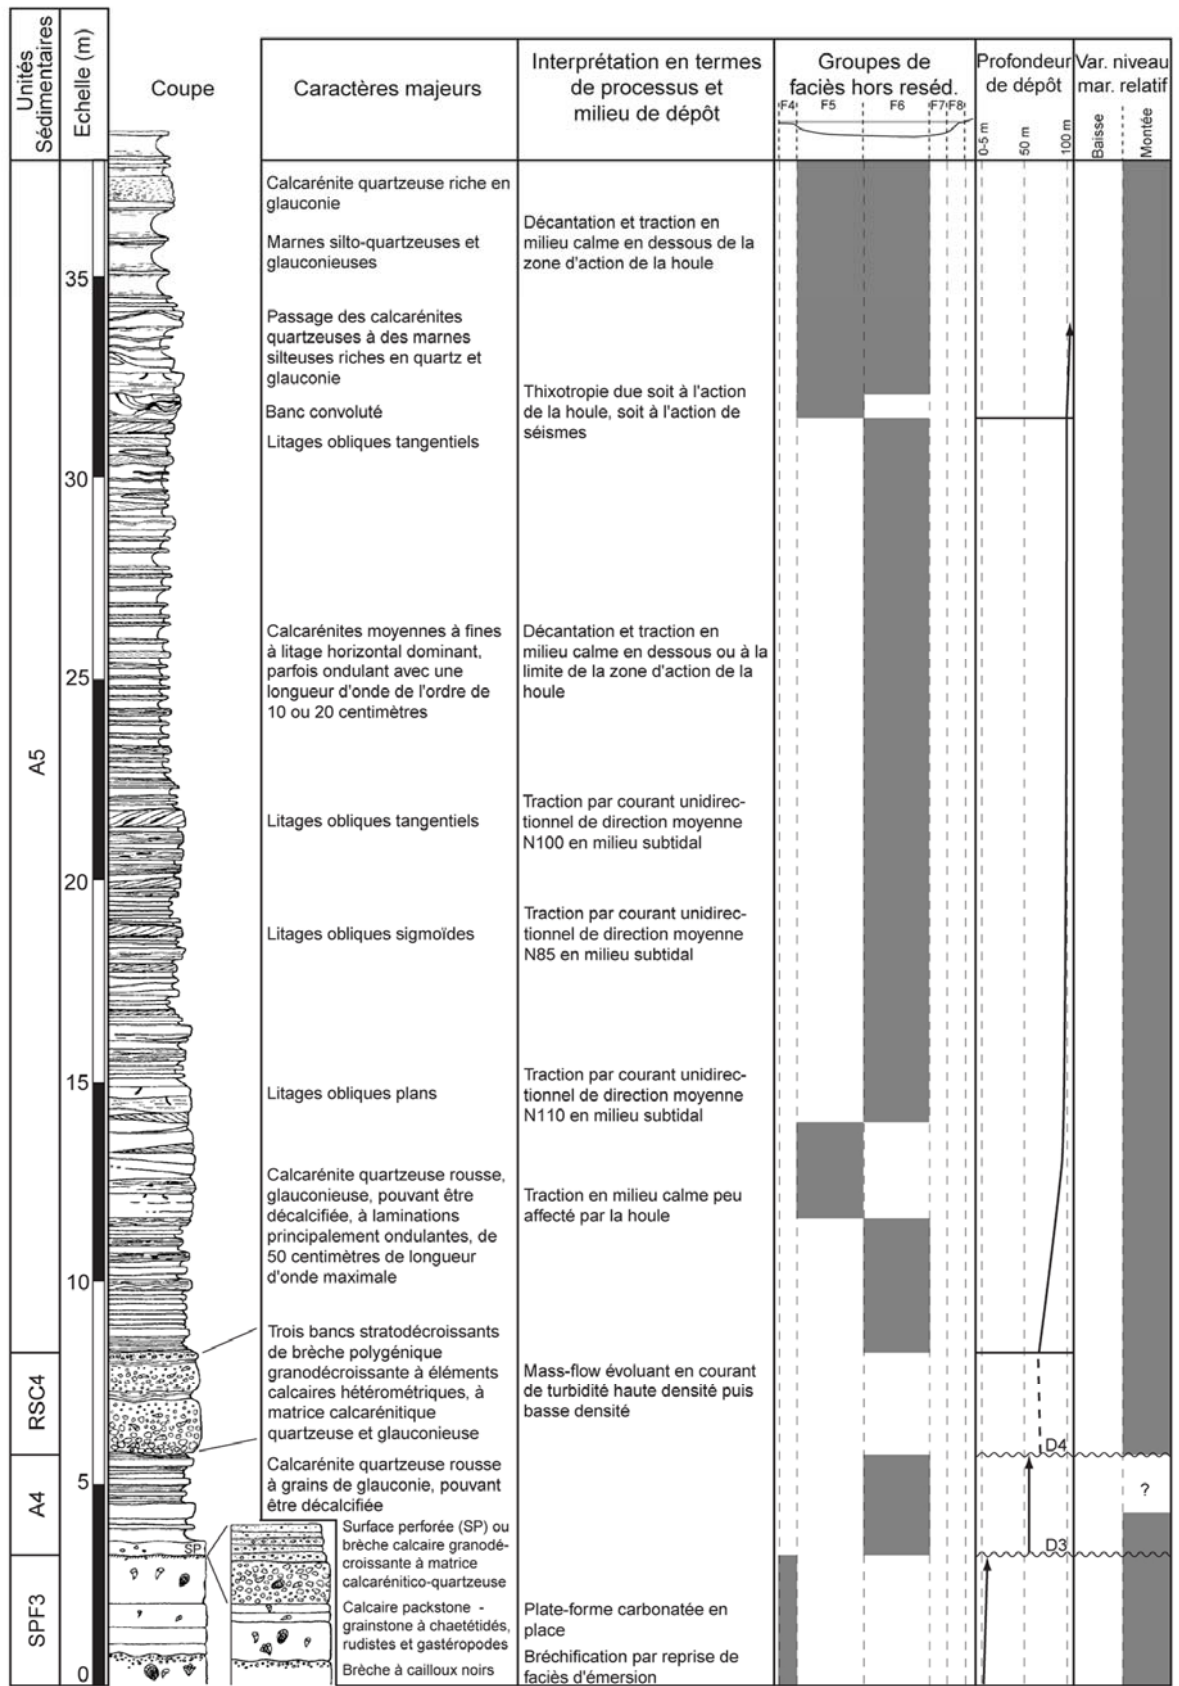 Unités
Sédimentaires
Echelle (m)
Coupe
Caractères majeurs
Interprétation en termes
de processus et
milieu de dépôt
Groupes de
faciès hors reséd.
F4
F5
F6
F7
F8
Profondeur
de dépôt
0-5 m
50 m
100 m
Var. niveau
mar. relatif
Baisse
Montée
A5
RSC4
A4
SPF3
35
30
25
20
15
10
5
0
Calcarénite quartzeuse riche en
glauconie
Marnes silto-quartzeuses et
glauconieuses
Passage des calcarénites
quartzeuses à des marnes
silteuses riches en quartz et
glauconie
Banc convoluté
Litages obliques tangentiels
Calcarénites moyennes à fines
à litage horizontal dominant,
parfois ondulant avec une
longueur d'onde de l'ordre de
10 ou 20 centimètres
Litages obliques tangentiels
Litages obliques sigmoïdes
Litages obliques plans
Calcarénite quartzeuse rousse,
glauconieuse, pouvant être
décalcifiée, à laminations
principalement ondulantes, de
50 centimètres de longueur
d'onde maximale
Trois bancs stratodécroissants
de brèche polygénique
granodécroissante à éléments
calcaires hétérométriques, à
matrice calcarénitique
quartzeuse et glauconieuse
Calcarénite quartzeuse rousse
à grains de glauconie, pouvant
être décalcifiée
SP
Surface perforée (SP) ou
brèche calcaire granodé-
croissante à matrice
calcarénitico-quartzeuse
Calcaire packstone -
grainstone à chaetétidés,
rudistes et gastéropodes
Brèche à cailloux noirs
Décantation et traction en
milieu calme en dessous de la
zone d'action de la houle
Thixotropie due soit à l'action
de la houle, soit à l'action de
séismes
Décantation et traction en
milieu calme en dessous ou à la
limite de la zone d'action de la
houle
Traction par courant unidirec-
tionnel de direction moyenne
N100 en milieu subtidal
Traction par courant unidirec-
tionnel de direction moyenne
N85 en milieu subtidal
Traction par courant unidirec-
tionnel de direction moyenne
N110 en milieu subtidal
Traction en milieu calme peu
affecté par la houle
Mass-flow évoluant en courant
de turbidité haute densité puis
basse densité
Plate-forme carbonatée en
place
Bréchification par reprise de
faciès d'émersion
D4
D3
?